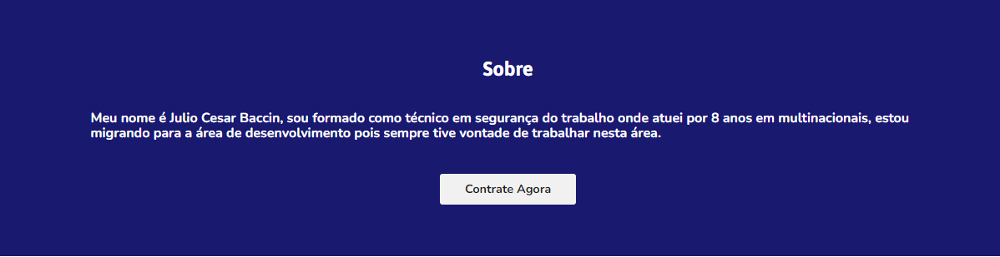 Sobre
Meu nome é Julio Cesar Baccin, sou formado como técnico em segurança do trabalho onde atuei por 8 anos em multinacionais, estou
migrando para a área de desenvolvimento pois sempre tive vontade de trabalhar nesta área.
Contrate Agora